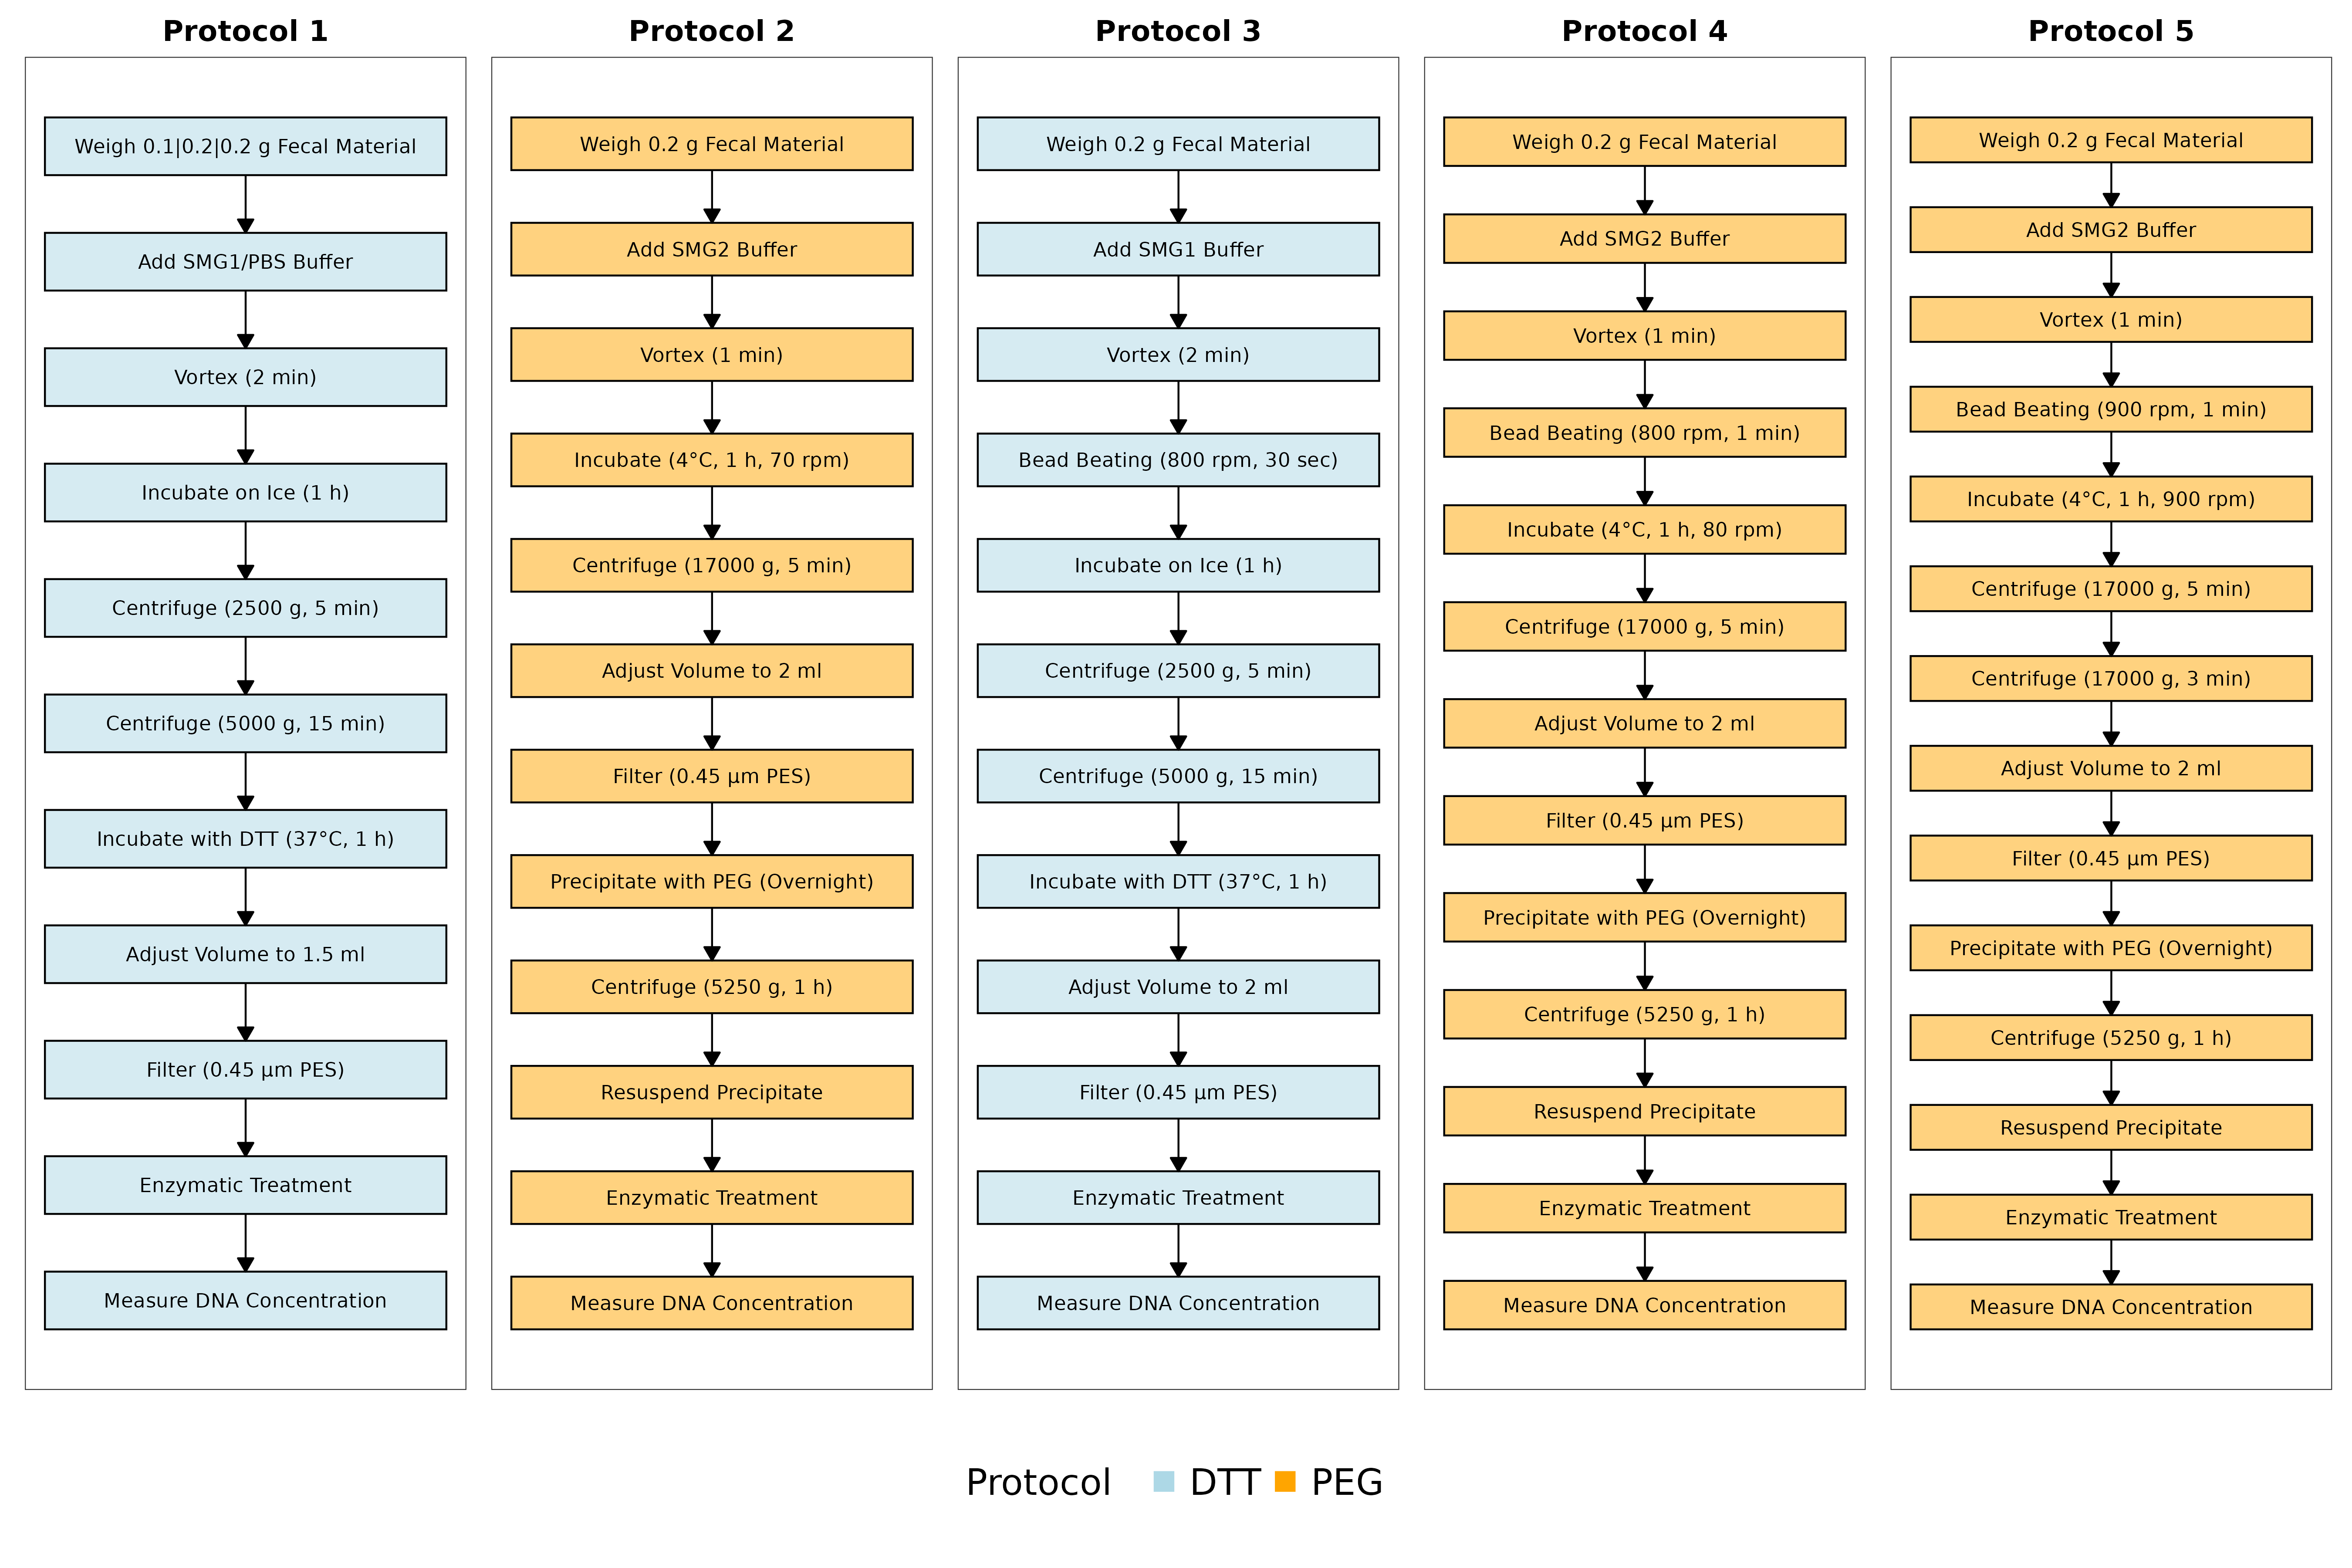 Protocol 1
Weigh 0.1|0.2|0.2 g Fecal Material
Add SMG1/PBS Buffer
Vortex (2 min)
Incubate on Ice (1 h)
Centrifuge (2500 g, 5 min)
Centrifuge (5000 g, 15 min)
Incubate with DTT (37°C, 1 h)
Adjust Volume to 1.5 ml
Filter (0.45 µm PES)
Enzymatic Treatment
Measure DNA Concentration
Protocol 2
Weigh 0.2 g Fecal Material
Add SMG2 Buffer
Vortex (1 min)
Incubate (4°C, 1 h, 70 rpm)
Centrifuge (17000 g, 5 min)
Adjust Volume to 2 ml
Filter (0.45 µm PES)
Precipitate with PEG (Overnight)
Centrifuge (5250 g, 1 h)
Resuspend Precipitate
Enzymatic Treatment
Measure DNA Concentration
Protocol 3
Weigh 0.2 g Fecal Material
Add SMG1 Buffer
Vortex (2 min)
Bead Beating (800 rpm, 30 sec)
Incubate on Ice (1 h)
Centrifuge (2500 g, 5 min)
Centrifuge (5000 g, 15 min)
Incubate with DTT (37°C, 1 h)
Adjust Volume to 2 ml
Filter (0.45 µm PES)
Enzymatic Treatment
Measure DNA Concentration
Protocol 4
Weigh 0.2 g Fecal Material
Add SMG2 Buffer
Vortex (1 min)
Bead Beating (800 rpm, 1 min)
Incubate (4°C, 1 h, 80 rpm)
Centrifuge (17000 g, 5 min)
Adjust Volume to 2 ml
Filter (0.45 µm PES)
Precipitate with PEG (Overnight)
Centrifuge (5250 g, 1 h)
Resuspend Precipitate
Enzymatic Treatment
Measure DNA Concentration
Protocol 5
Weigh 0.2 g Fecal Material
Add SMG2 Buffer
Vortex (1 min)
Bead Beating (900 rpm, 1 min)
Incubate (4°C, 1 h, 900 rpm)
Centrifuge (17000 g, 5 min)
Centrifuge (17000 g, 3 min)
Adjust Volume to 2 ml
Filter (0.45 µm PES)
Precipitate with PEG (Overnight)
Centrifuge (5250 g, 1 h)
Resuspend Precipitate
Enzymatic Treatment
Measure DNA Concentration
Protocol DTT PEG